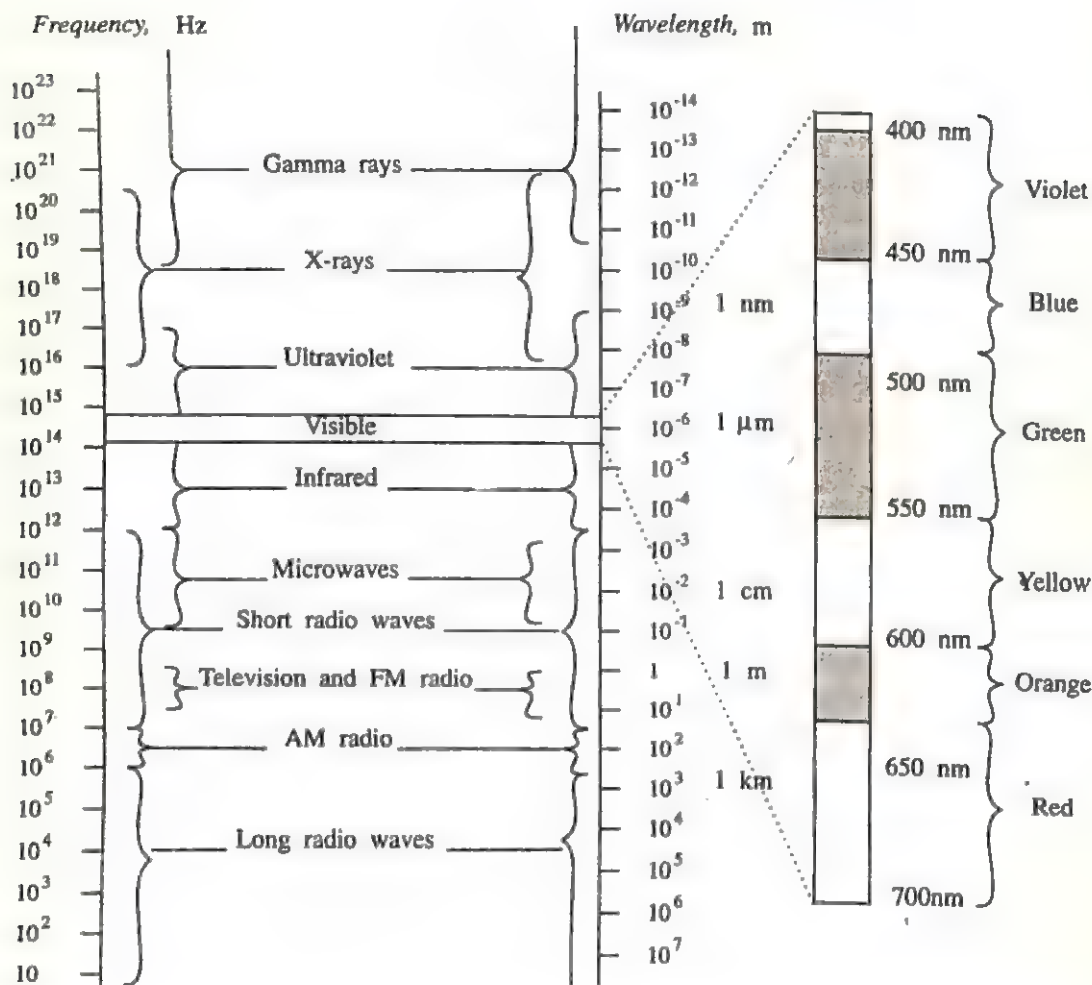 Frequency, Hz
Wavelength, m
10²³
10²²
10²¹
10²⁰
10¹⁹
10¹⁸
10¹⁷
10¹⁶
10¹⁵
10¹⁴
10¹³
10¹²
10¹¹
10¹⁰
10⁹
10⁸
10⁷
10⁶
10⁵
10⁴
10³
10²
10
Gamma rays
X-rays
Ultraviolet
Visible
Infrared
Microwaves
Short radio waves
Television and FM radio
AM radio
Long radio waves
10⁻¹⁴
10⁻¹³
10⁻¹²
10⁻¹¹
10⁻¹⁰
10⁻⁹ 1 nm
10⁻⁸
10⁻⁷
10⁻⁶ 1 μm
10⁻⁵
10⁻⁴
10⁻³
10⁻² 1 cm
10⁻¹
1 1 m
10¹
10²
10³ 1 km
10⁴
10⁵
10⁶
10⁷
400 nm
450 nm
500 nm
550 nm
600 nm
650 nm
700nm
Violet
Blue
Green
Yellow
Orange
Red